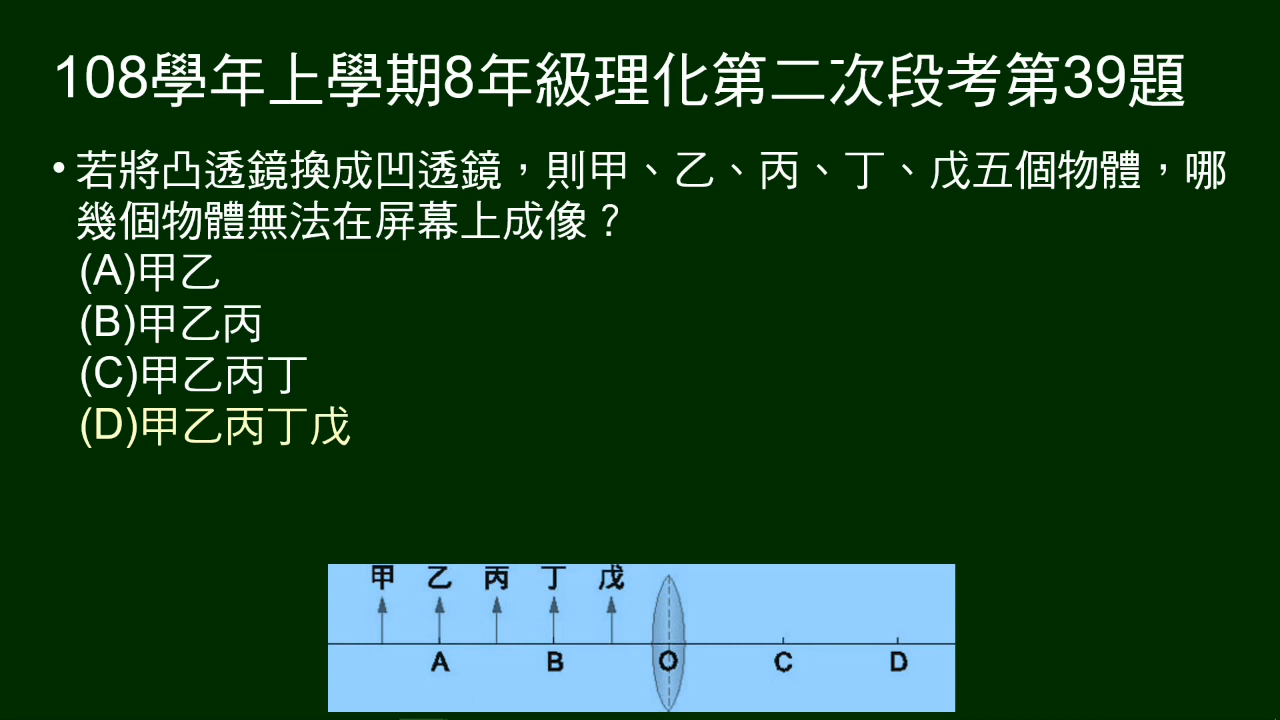 108學年上學期8年級理化第二次段考第39題
• 若將凸透鏡換成凹透鏡，則甲、乙、丙、丁、戊五個物體，哪
幾個物體無法在屏幕上成像？
(A)甲乙
(B)甲乙丙
(C)甲乙丙丁
(D)甲乙丙丁戊
甲 乙 丙 丁 戊
A B O C D